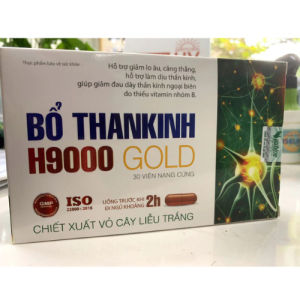 Thực phẩm bảo vệ sức khỏe
Hỗ trợ giảm lo âu, căng thẳng,
hỗ trợ làm dịu thần kinh,
giúp giảm đau dây thần kinh ngoại biên
do thiếu vitamin nhóm B.
BỔ THANKINH
H9000 GOLD
30 VIÊN NANG CỨNG
GMP
ISO
22000 : 2018
UỐNG TRƯỚC KHI
ĐI NGỦ KHOẢNG 2h
CHIẾT XUẤT VỎ CÂY LIỄU TRẮNG